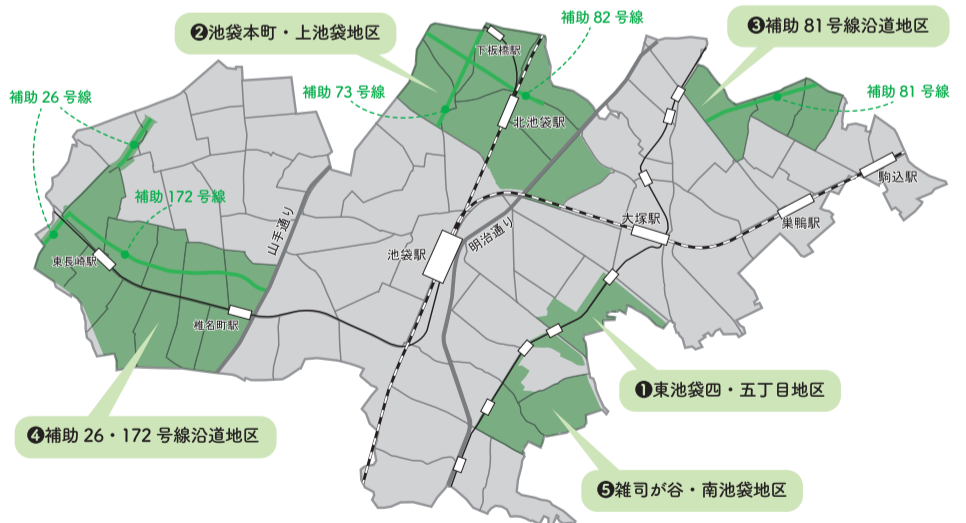 補助 82 号線
❷池袋本町・上池袋地区
❸補助 81 号線沿道地区
下板橋駅
補助 26 号線
補助 73 号線
補助 81 号線
北池袋駅
駒込駅
補助 172 号線
山手通り
大塚駅
巣鴨駅
明治通り
池袋駅
東長崎駅
椎名町駅
❶東池袋四・五丁目地区
❹補助 26・172 号線沿道地区
❺雑司が谷・南池袋地区